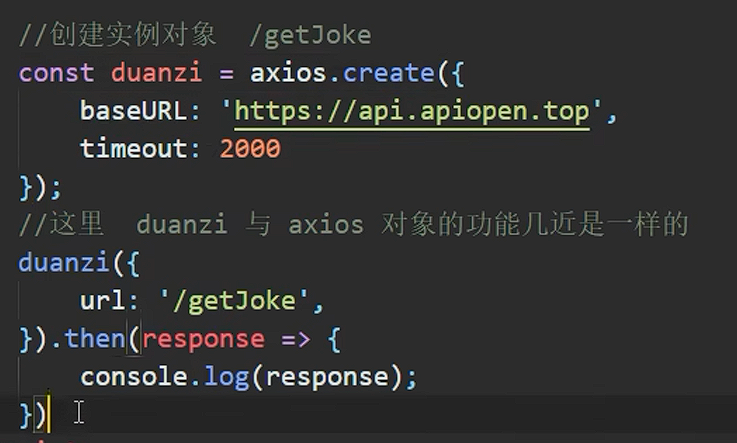 //创建实例对象  /getJoke
const duanzi = axios.create({
    baseURL: 'https://api.apiopen.top',
    timeout: 2000
});
//这里  duanzi 与 axios 对象的功能几近是一样的
duanzi({
    url: '/getJoke',
}).then(response => {
    console.log(response);
})